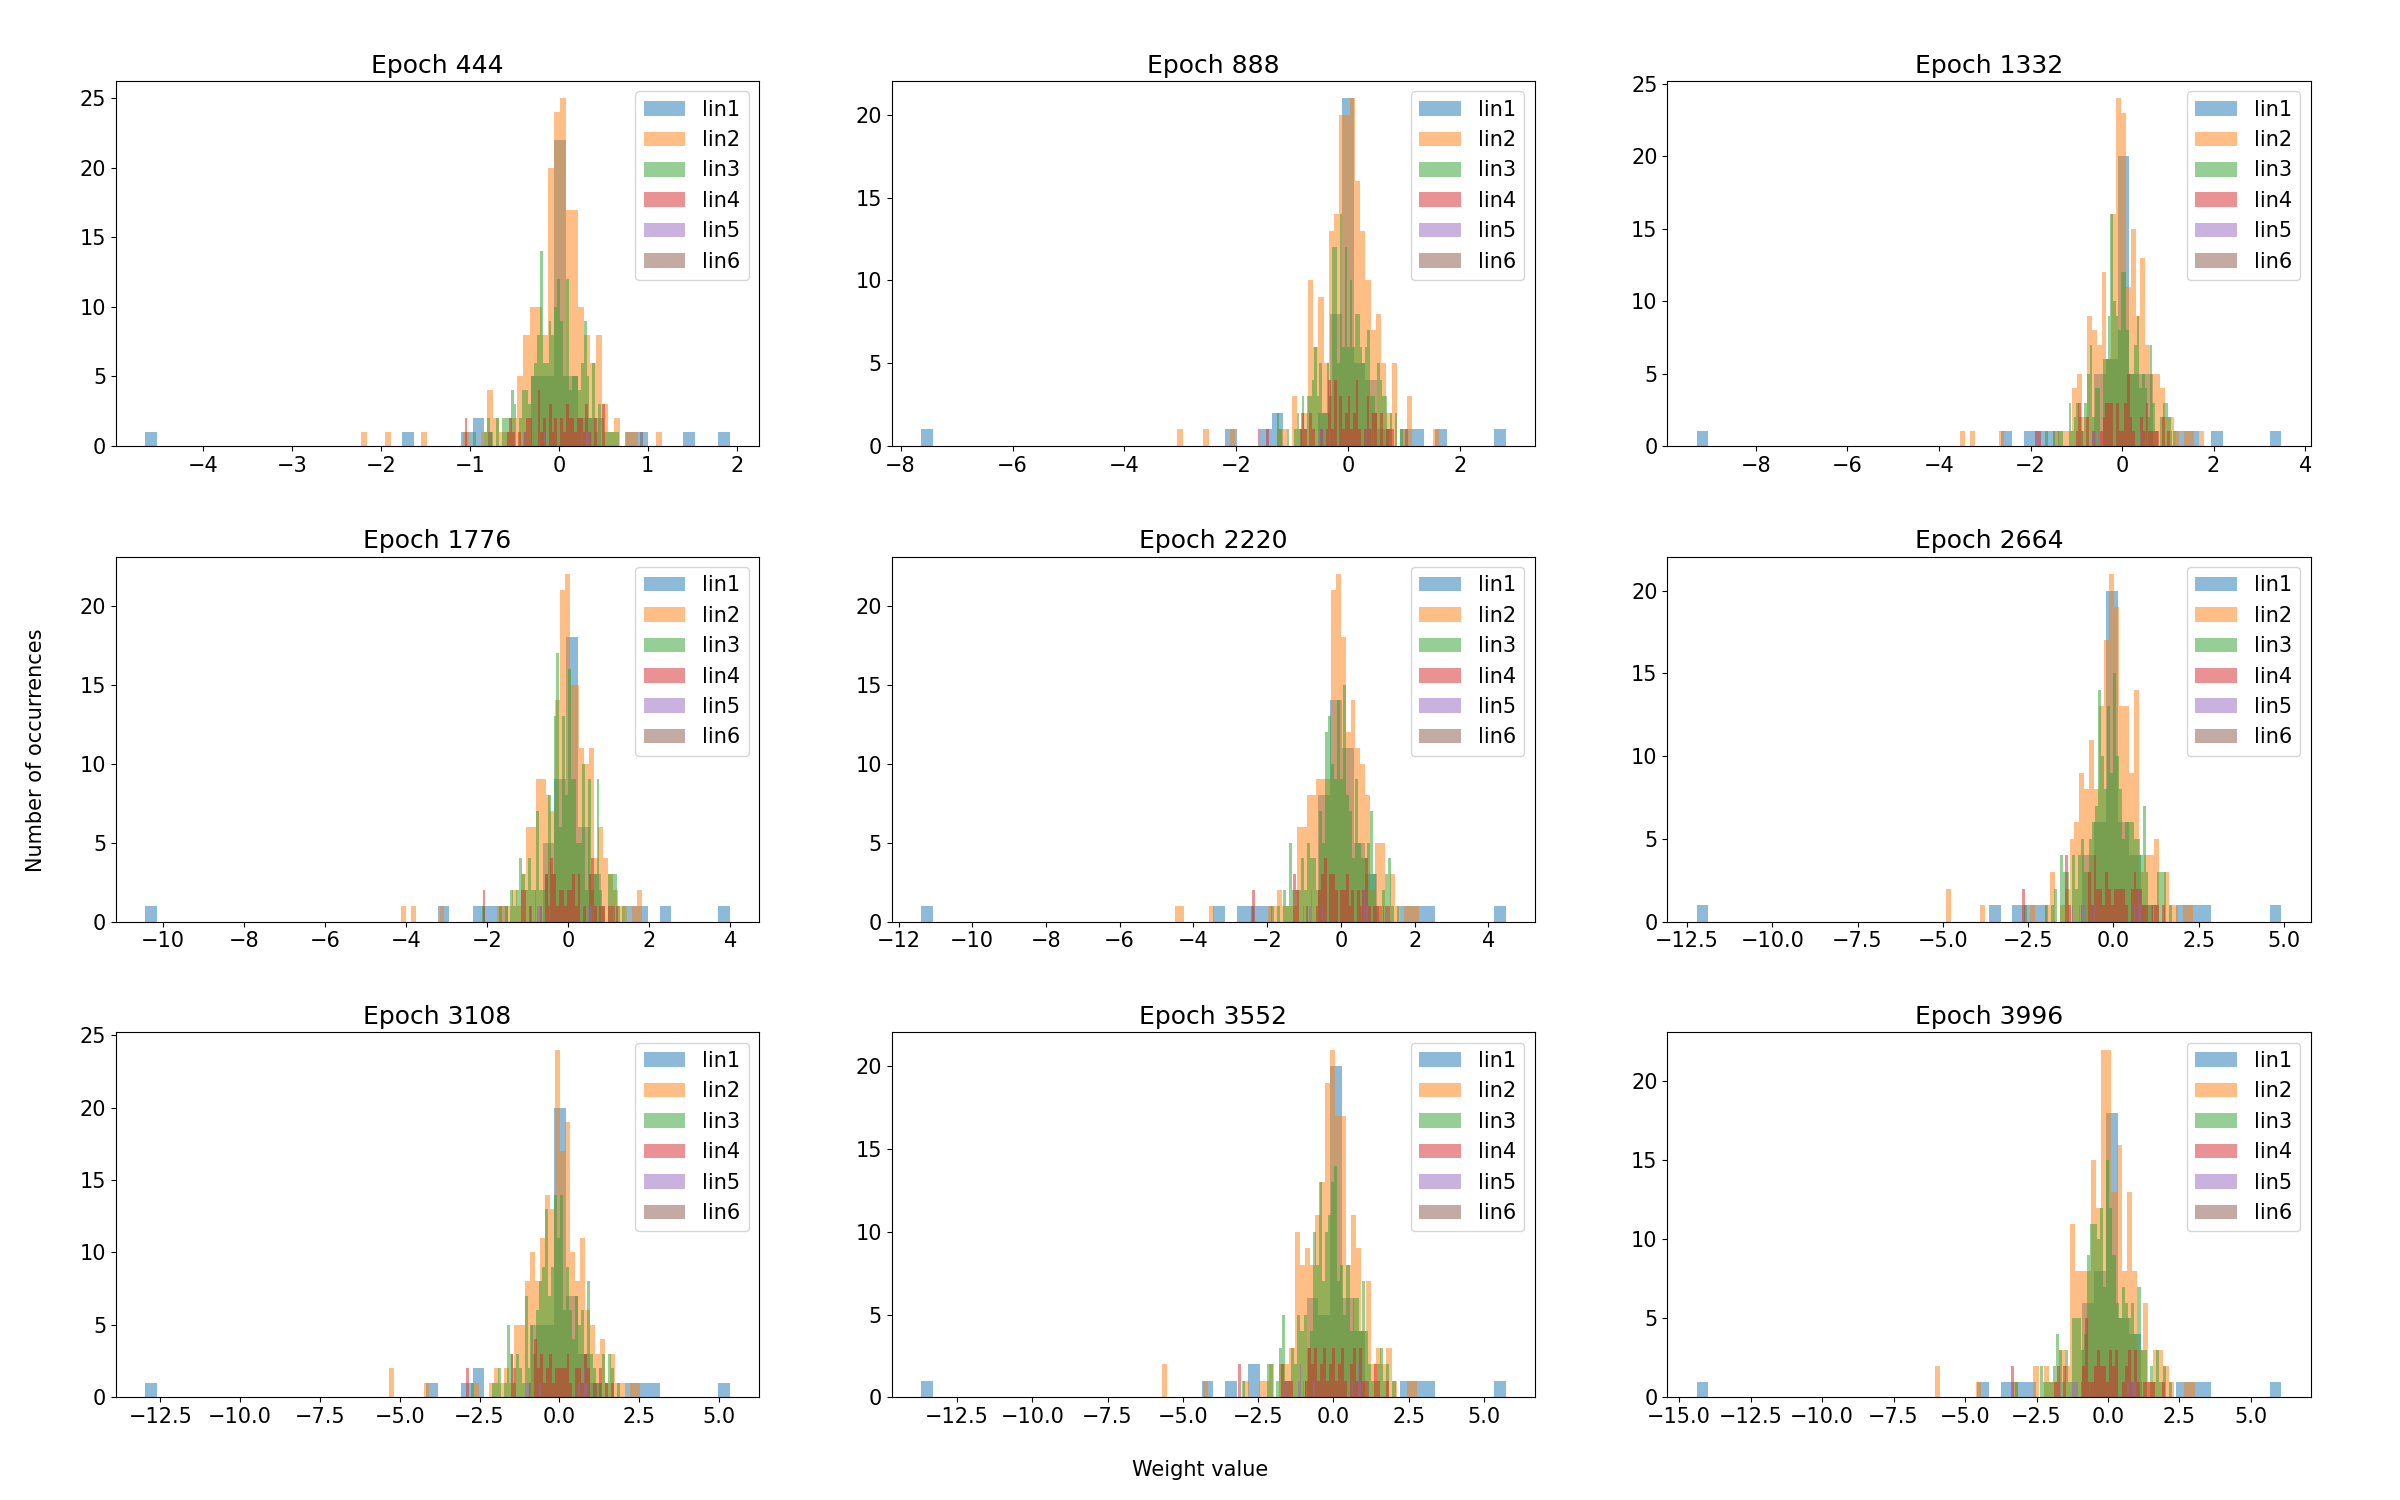 Epoch 444
Epoch 888
Epoch 1332
25
20
15
10
5
0
−4
−3
−2
−1
0
1
2
lin1
lin2
lin3
lin4
lin5
lin6
20
15
10
5
0
−8
−6
−4
−2
0
2
lin1
lin2
lin3
lin4
lin5
lin6
25
20
15
10
5
0
−8
−6
−4
−2
0
2
4
lin1
lin2
lin3
lin4
lin5
lin6
Number of occurrences
Epoch 1776
Epoch 2220
Epoch 2664
20
15
10
5
0
−10
−8
−6
−4
−2
0
2
4
lin1
lin2
lin3
lin4
lin5
lin6
20
15
10
5
0
−12
−10
−8
−6
−4
−2
0
2
4
lin1
lin2
lin3
lin4
lin5
lin6
20
15
10
5
0
−12.5
−10.0
−7.5
−5.0
−2.5
0.0
2.5
5.0
lin1
lin2
lin3
lin4
lin5
lin6
Epoch 3108
Epoch 3552
Epoch 3996
25
20
15
10
5
0
−12.5
−10.0
−7.5
−5.0
−2.5
0.0
2.5
5.0
lin1
lin2
lin3
lin4
lin5
lin6
20
15
10
5
0
−12.5
−10.0
−7.5
−5.0
−2.5
0.0
2.5
5.0
lin1
lin2
lin3
lin4
lin5
lin6
20
15
10
5
0
−15.0
−12.5
−10.0
−7.5
−5.0
−2.5
0.0
2.5
5.0
lin1
lin2
lin3
lin4
lin5
lin6
Weight value